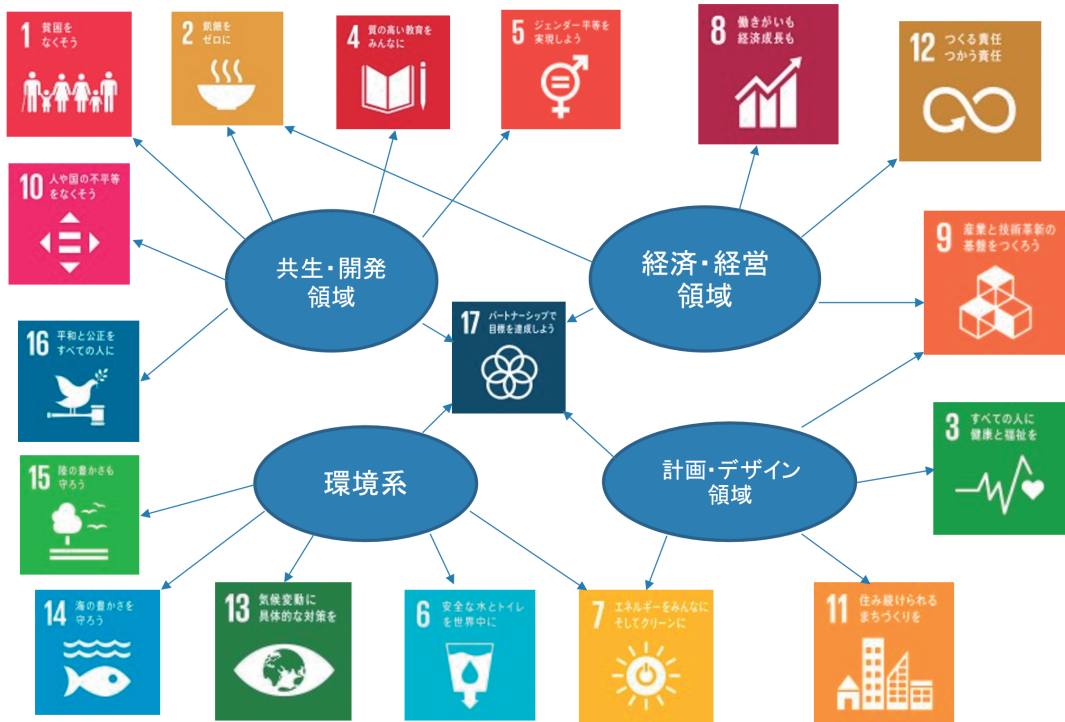 1 貧困を
なくそう
2 飢餓を
ゼロに
4 質の高い教育を
みんなに
5 ジェンダー平等を
実現しよう
8 働きがいも
経済成長も
12 つくる責任
つかう責任
10 人や国の不平等
をなくそう
共生・開発
領域
経済・経営
領域
9 産業と技術革新の
基盤をつくろう
17 パートナーシップで
目標を達成しよう
16 平和と公正を
すべての人に
3 すべての人に
健康と福祉を
15 陸の豊かさも
守ろう
環境系
計画・デザイン
領域
14 海の豊かさを
守ろう
13 気候変動に
具体的な対策を
6 安全な水とトイレ
を世界中に
7 エネルギーをみんなに
そしてクリーンに
11 住み続けられる
まちづくりを